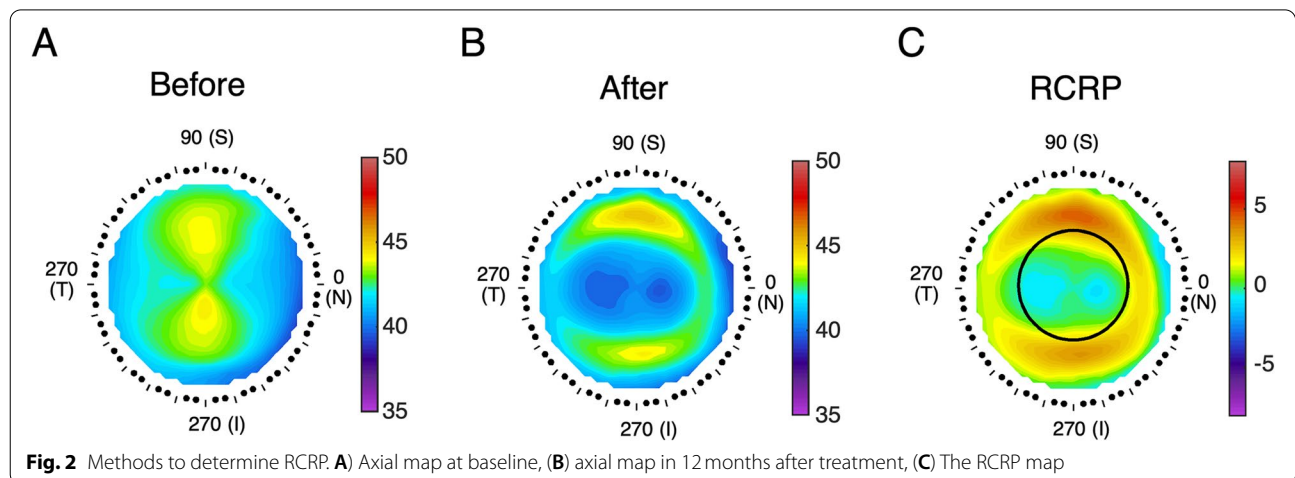 A
B
C
Before
After
RCRP
90 (S)
90 (S)
90 (S)
50
50
5
45
45
270
(T)
0
(N)
270
(T)
0
(N)
270
(T)
0
(N)
0
40
40
-5
35
35
270 (I)
270 (I)
270 (I)
Fig. 2 Methods to determine RCRP. A) Axial map at baseline, (B) axial map in 12 months after treatment, (C) The RCRP map